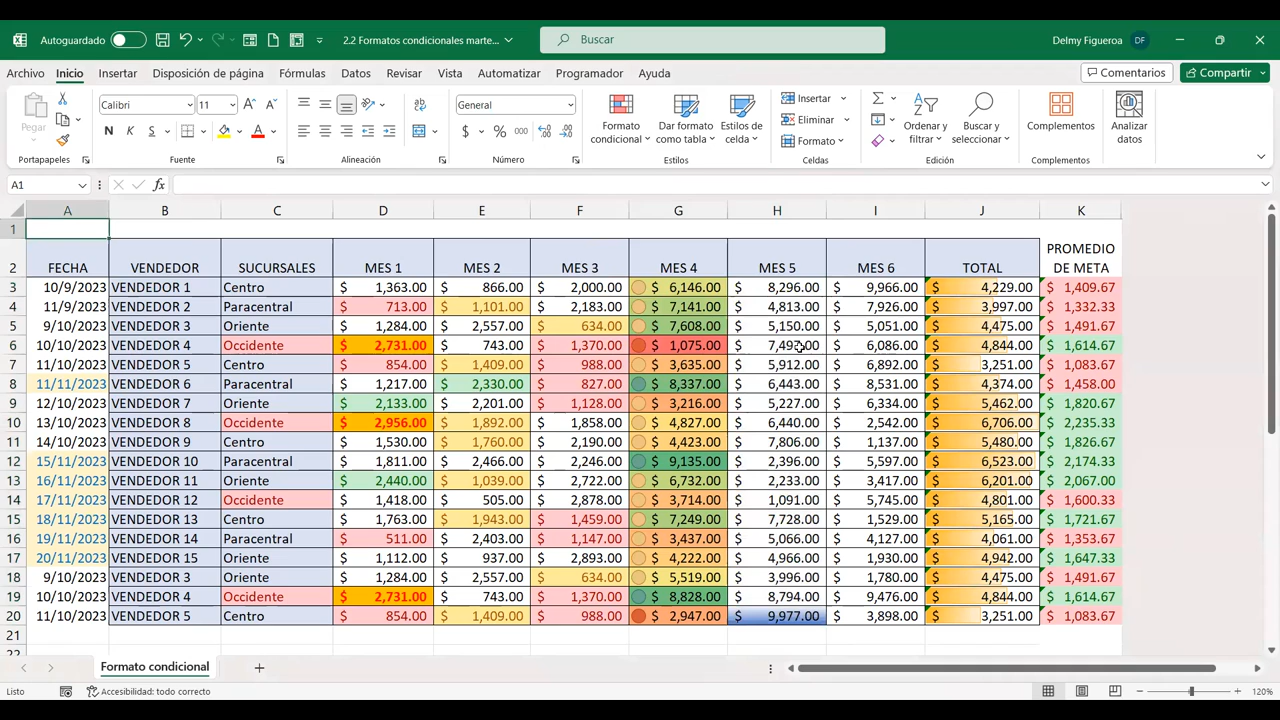 Autoguardado 2.2 Formatos condicionales marte... Buscar Delmy Figueroa DF
Archivo Inicio Insertar Disposición de página Fórmulas Datos Revisar Vista Automatizar Programador Ayuda Comentarios Compartir
Pegar Calibri 11 General Formato condicional Dar formato como tabla Estilos de celda Insertar Eliminar Formato Ordenar y filtrar Buscar y seleccionar Complementos Analizar datos
N K S A $ % 000
Portapapeles Fuente Alineación Número Estilos Celdas Edición Complementos
A1 fx
A B C D E F G H I J K
1
2 FECHA VENDEDOR SUCURSALES MES 1 MES 2 MES 3 MES 4 MES 5 MES 6 TOTAL PROMEDIO DE META
3 10/9/2023 VENDEDOR 1 Centro $ 1,363.00 $ 866.00 $ 2,000.00 $ 6,146.00 $ 8,296.00 $ 9,966.00 $ 4,229.00 $ 1,409.67
4 11/9/2023 VENDEDOR 2 Paracentral $ 713.00 $ 1,101.00 $ 2,183.00 $ 7,141.00 $ 4,813.00 $ 7,926.00 $ 3,997.00 $ 1,332.33
5 9/10/2023 VENDEDOR 3 Oriente $ 1,284.00 $ 2,557.00 $ 634.00 $ 7,608.00 $ 5,150.00 $ 5,051.00 $ 4,475.00 $ 1,491.67
6 10/10/2023 VENDEDOR 4 Occidente $ 2,731.00 $ 743.00 $ 1,370.00 $ 1,075.00 $ $ 6,086.00 $ 4,844.00 $ 1,614.67
7 11/10/2023 VENDEDOR 5 Centro $ 854.00 $ 1,409.00 $ 988.00 $ 3,635.00 $ 5,912.00 $ 6,892.00 $ 3,251.00 $ 1,083.67
8 11/11/2023 VENDEDOR 6 Paracentral $ 1,217.00 $ 2,330.00 $ 827.00 $ 8,337.00 $ 6,443.00 $ 8,531.00 $ 4,374.00 $ 1,458.00
9 12/10/2023 VENDEDOR 7 Oriente $ 2,133.00 $ 2,201.00 $ 1,128.00 $ 3,216.00 $ 5,227.00 $ 6,334.00 $ 5,462.00 $ 1,820.67
10 13/10/2023 VENDEDOR 8 Occidente $ 2,956.00 $ 1,892.00 $ 1,858.00 $ 4,827.00 $ 6,440.00 $ 2,542.00 $ 6,706.00 $ 2,235.33
11 14/10/2023 VENDEDOR 9 Centro $ 1,530.00 $ 1,760.00 $ 2,190.00 $ 4,423.00 $ 7,806.00 $ 1,137.00 $ 5,480.00 $ 1,826.67
12 15/11/2023 VENDEDOR 10 Paracentral $ 1,811.00 $ 2,466.00 $ 2,246.00 $ 9,135.00 $ 2,396.00 $ 5,597.00 $ 6,523.00 $ 2,174.33
13 16/11/2023 VENDEDOR 11 Oriente $ 2,440.00 $ 1,039.00 $ 2,722.00 $ 6,732.00 $ 2,233.00 $ 3,417.00 $ 6,201.00 $ 2,067.00
14 17/11/2023 VENDEDOR 12 Occidente $ 1,418.00 $ 505.00 $ 2,878.00 $ 3,714.00 $ 1,091.00 $ 5,745.00 $ 4,801.00 $ 1,600.33
15 18/11/2023 VENDEDOR 13 Centro $ 1,763.00 $ 1,943.00 $ 1,459.00 $ 7,249.00 $ 7,728.00 $ 1,529.00 $ 5,165.00 $ 1,721.67
16 19/11/2023 VENDEDOR 14 Paracentral $ 511.00 $ 2,403.00 $ 1,147.00 $ 3,437.00 $ 5,066.00 $ 4,127.00 $ 4,061.00 $ 1,353.67
17 20/11/2023 VENDEDOR 15 Oriente $ 1,112.00 $ 937.00 $ 2,893.00 $ 4,222.00 $ 4,966.00 $ 1,930.00 $ 4,942.00 $ 1,647.33
18 9/10/2023 VENDEDOR 3 Oriente $ 1,284.00 $ 2,557.00 $ 634.00 $ 5,519.00 $ 3,996.00 $ 1,780.00 $ 4,475.00 $ 1,491.67
19 10/10/2023 VENDEDOR 4 Occidente $ 2,731.00 $ 743.00 $ 1,370.00 $ 8,828.00 $ 8,794.00 $ 9,476.00 $ 4,844.00 $ 1,614.67
20 11/10/2023 VENDEDOR 5 Centro $ 854.00 $ 1,409.00 $ 988.00 $ 2,947.00 $ 9,977.00 $ 3,898.00 $ 3,251.00 $ 1,083.67
21
22
Formato condicional
Listo Accesibilidad: todo correcto 120%